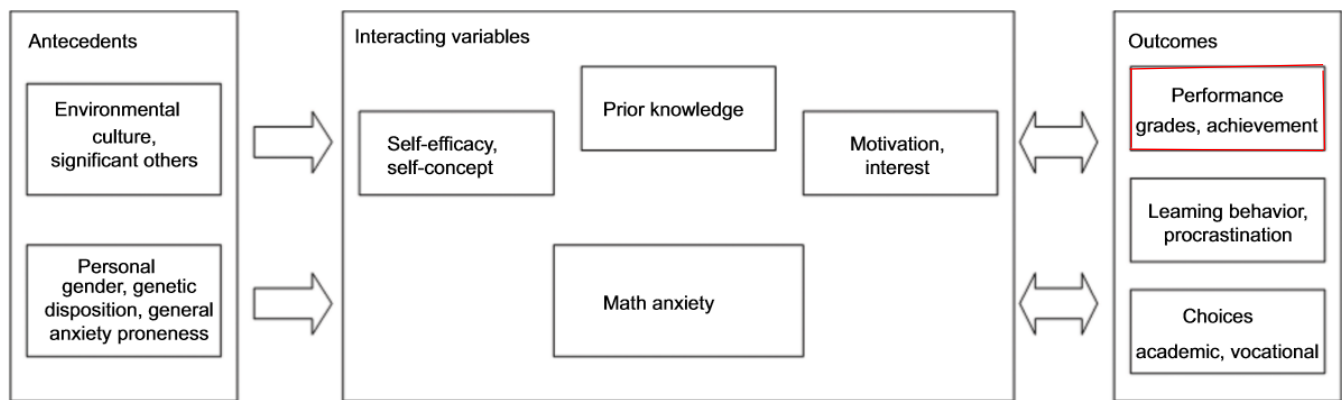 Antecedents
Environmental
culture,
significant others
Personal
gender, genetic
disposition, general
anxiety proneness
Interacting variables
Self-efficacy,
self-concept
Prior knowledge
Motivation,
interest
Math anxiety
Outcomes
Performance
grades, achievement
Learning behavior,
procrastination
Choices
academic, vocational